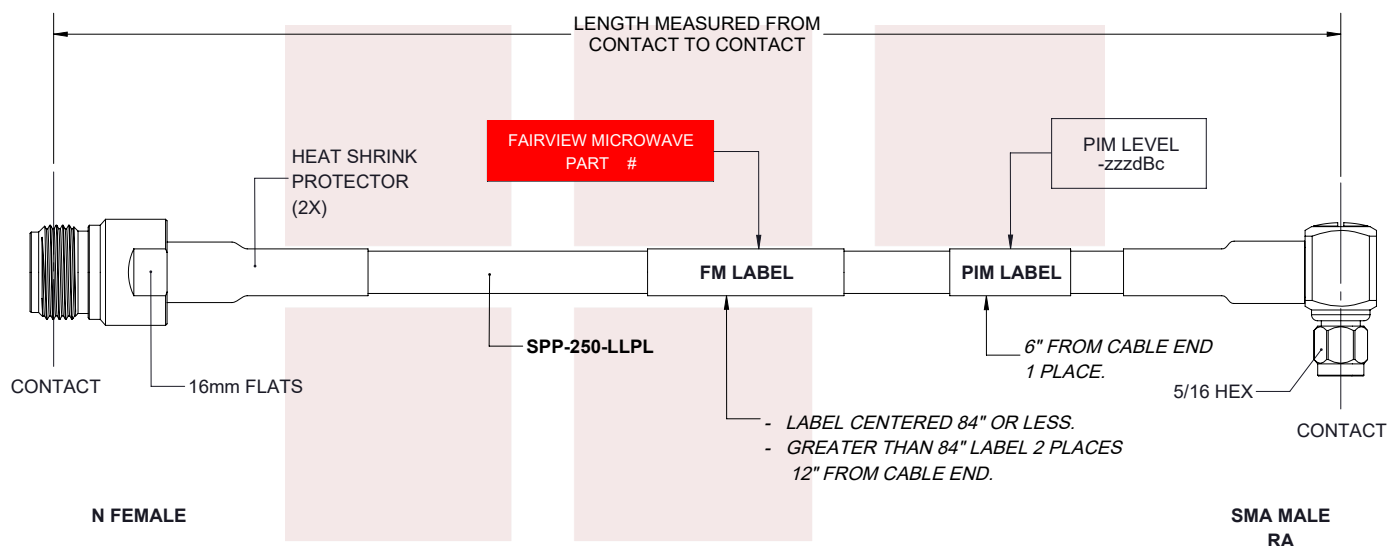 LENGTH MEASURED FROM
CONTACT TO CONTACT
FAIRVIEW MICROWAVE
PART #
PIM LEVEL
-zzzdBc
HEAT SHRINK
PROTECTOR
(2X)
FM LABEL
PIM LABEL
SPP-250-LLPL
6" FROM CABLE END
1 PLACE.
CONTACT
16mm FLATS
5/16 HEX
- LABEL CENTERED 84" OR LESS.
- GREATER THAN 84" LABEL 2 PLACES
12" FROM CABLE END.
CONTACT
N FEMALE
SMA MALE
RA